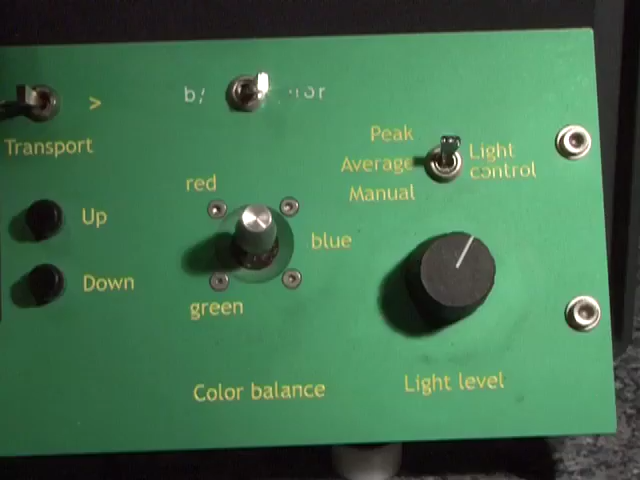 >
b/
Transport
Peak
Average
Manual
Light
control
Up
Down
red
blue
green
Color balance
Light level